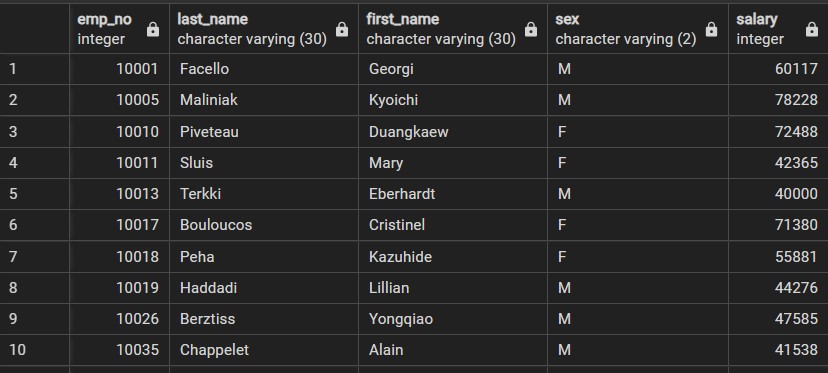 emp_no last_name first_name sex salary
integer character varying (30) character varying (30) character varying (2) integer
1 10001 Facello Georgi M 60117
2 10005 Maliniak Kyoichi M 78228
3 10010 Piveteau Duangkaew F 72488
4 10011 Sluis Mary F 42365
5 10013 Terkki Eberhardt M 40000
6 10017 Bouloucos Cristinel F 71380
7 10018 Peha Kazuhide F 55881
8 10019 Haddadi Lillian M 44276
9 10026 Berztiss Yongqiao M 47585
10 10035 Chappelet Alain M 41538